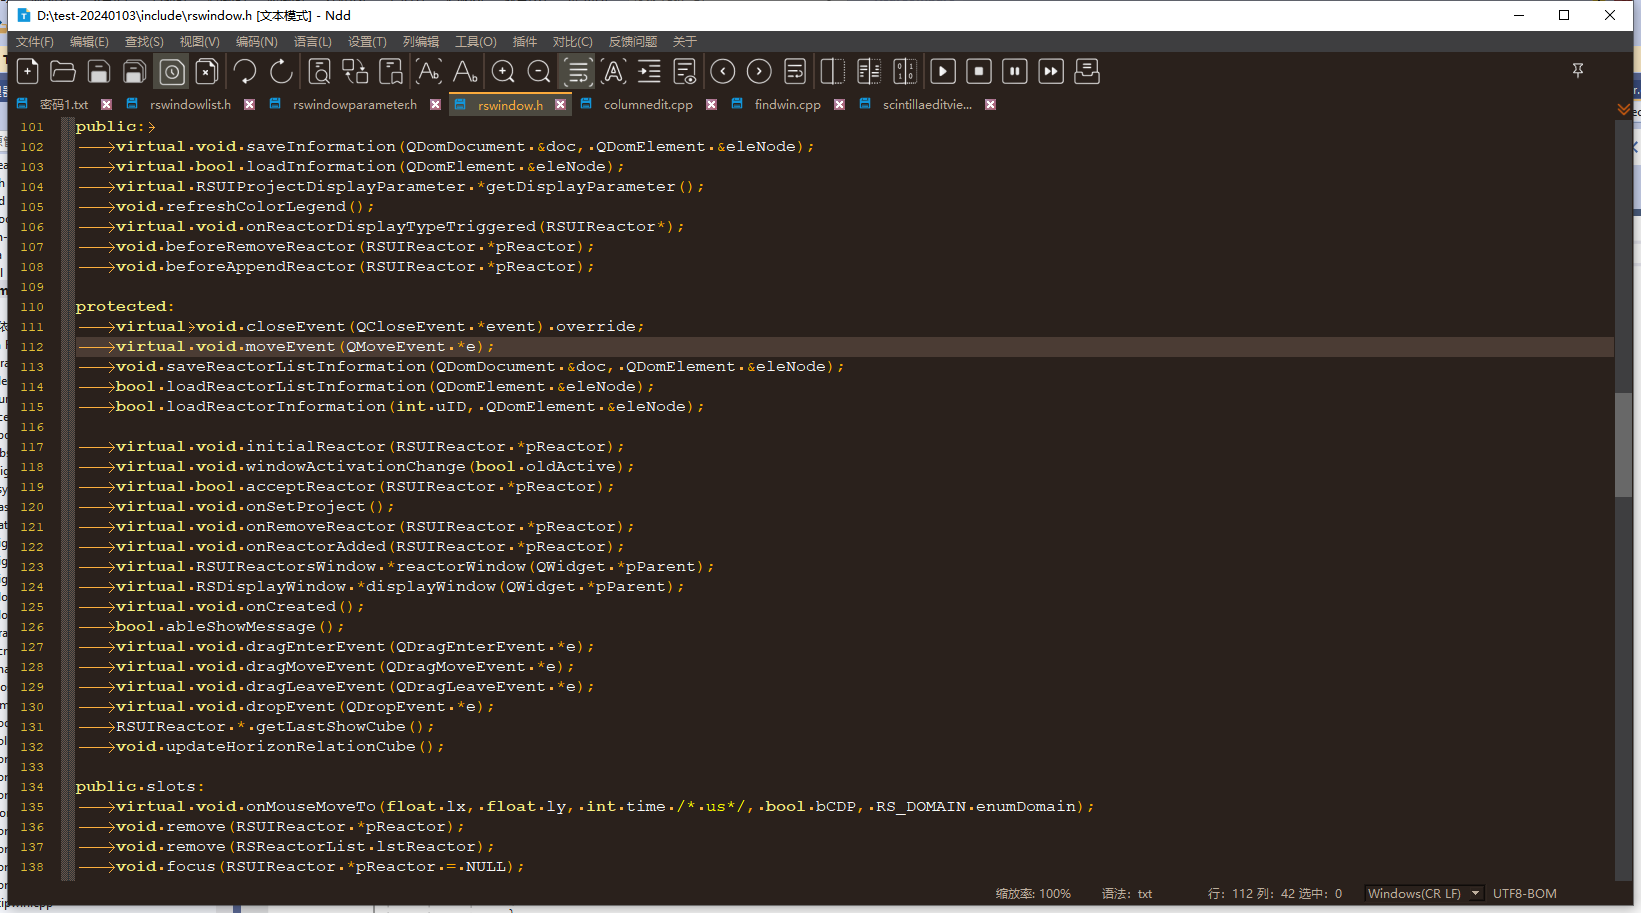 D:\test-20240103\include\rswindow.h [文本模式] - Ndd
文件(F) 编辑(E) 查找(S) 视图(V) 编码(N) 语言(L) 设置(T) 列编辑 工具(O) 插件 对比(C) 反馈问题 关于
密码1.txt rswindowlist.h rswindowparameter.h rswindow.h columnedit.cpp findwin.cpp scintillaeditvie...
101 public:
102 virtual void saveInformation(QDomDocument &doc, QDomElement &eleNode);
103 virtual bool loadInformation(QDomElement &eleNode);
104 virtual RSUIProjectDisplayParameter *getDisplayParameter();
105 void refreshColorLegend();
106 virtual void onReactorDisplayTypeTriggered(RSUIReactor*);
107 void beforeRemoveReactor(RSUIReactor *pReactor);
108 void beforeAppendReactor(RSUIReactor *pReactor);
109
110 protected:
111 virtual void closeEvent(QCloseEvent *event) override;
112 virtual void moveEvent(QMoveEvent *e);
113 void saveReactorListInformation(QDomDocument &doc, QDomElement &eleNode);
114 bool loadReactorListInformation(QDomElement &eleNode);
115 bool loadReactorInformation(int uID, QDomElement &eleNode);
116
117 virtual void initialReactor(RSUIReactor *pReactor);
118 virtual void windowActivationChange(bool oldActive);
119 virtual bool acceptReactor(RSUIReactor *pReactor);
120 virtual void onSetProject();
121 virtual void onRemoveReactor(RSUIReactor *pReactor);
122 virtual void onReactorAdded(RSUIReactor *pReactor);
123 virtual RSUIReactorsWindow *reactorWindow(QWidget *pParent);
124 virtual RSDisplayWindow *displayWindow(QWidget *pParent);
125 virtual void onCreated();
126 bool ableShowMessage();
127 virtual void dragEnterEvent(QDragEnterEvent *e);
128 virtual void dragMoveEvent(QDragMoveEvent *e);
129 virtual void dragLeaveEvent(QDragLeaveEvent *e);
130 virtual void dropEvent(QDropEvent *e);
131 RSUIReactor * getLastShowCube();
132 void updateHorizonRelationCube();
133
134 public slots:
135 virtual void onMouseMoveTo(float lx, float ly, int time /* us*/, bool bCDP, RS_DOMAIN enumDomain);
136 void remove(RSUIReactor *pReactor);
137 void remove(RSReactorList lstReactor);
138 void focus(RSUIReactor *pReactor = NULL);
缩放率: 100% 语法: txt 行: 112 列: 42 选中: 0 Windows(CR LF) UTF8-BOM